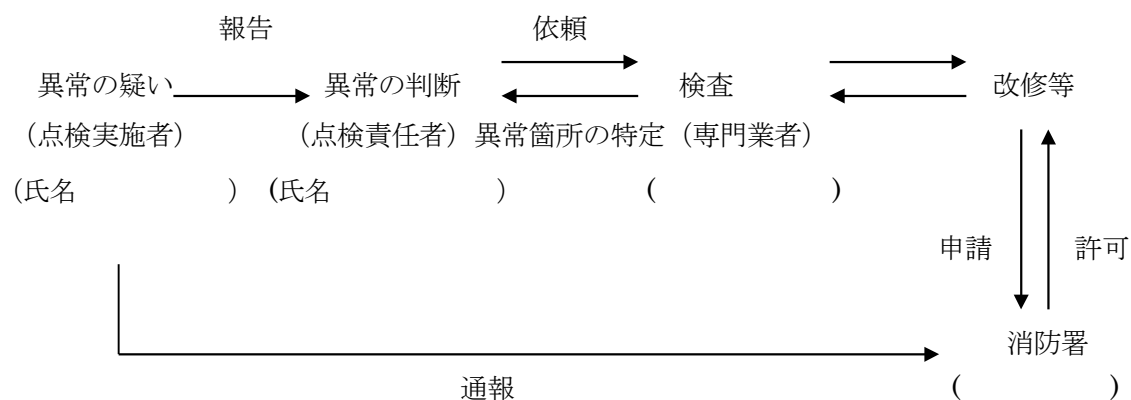 報告 依頼
異常の疑い 異常の判断 検査 改修等
(点検実施者) (点検責任者) 異常箇所の特定 (専門業者)
(氏名 ) (氏名 ) ( )
申請 許可
消防署
通報 ( )